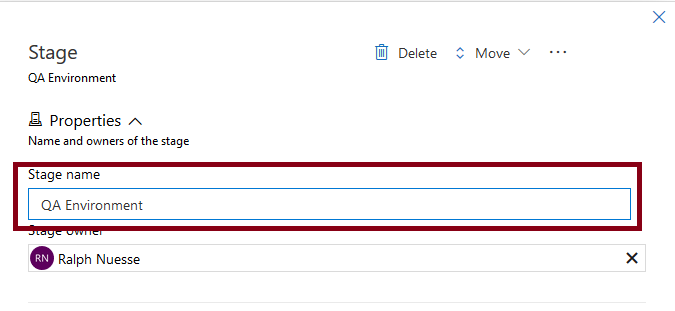 Stage
Delete Move ...
QA Environment
Properties
Name and owners of the stage
Stage name
QA Environment
Stage owner
RN Ralph Nuesse